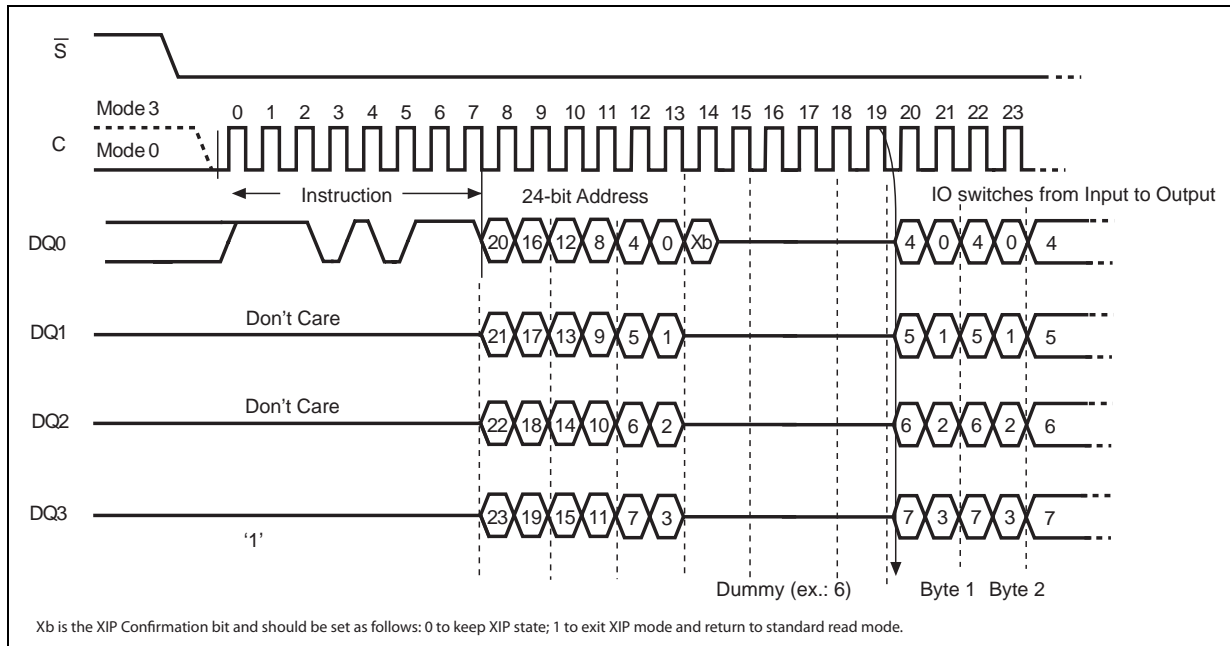 S
Mode 3
0 1 2 3 4 5 6 7 8 9 10 11 12 13 14 15 16 17 18 19 20 21 22 23
C
Mode 0
Instruction
24-bit Address
IO switches from Input to Output
DQ0
20 16 12 8 4 0 Xb 4 0 4 0 4
Don't Care
DQ1
21 17 13 9 5 1 5 1 5 1 5
Don't Care
DQ2
22 18 14 10 6 2 6 2 6 2 6
DQ3
23 19 15 11 7 3 7 3 7 3 7
‘1’
Dummy (ex.: 6)
Byte 1 Byte 2
Xb is the XIP Confirmation bit and should be set as follows: 0 to keep XIP state; 1 to exit XIP mode and return to standard read mode.